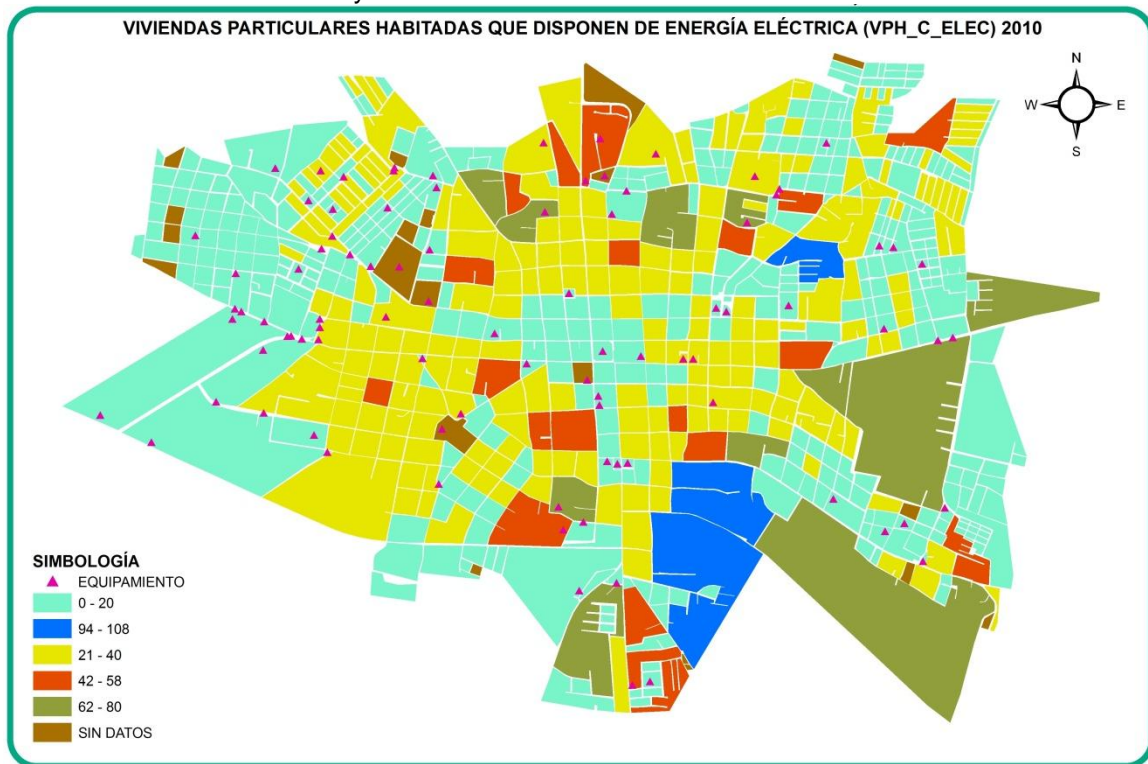 VIVIENDAS PARTICULARES HABITADAS QUE DISPONEN DE ENERGÍA ELÉCTRICA (VPH_C_ELEC) 2010
N
W E
S
SIMBOLOGÍA
EQUIPAMIENTO
0 - 20
94 - 108
21 - 40
42 - 58
62 - 80
SIN DATOS